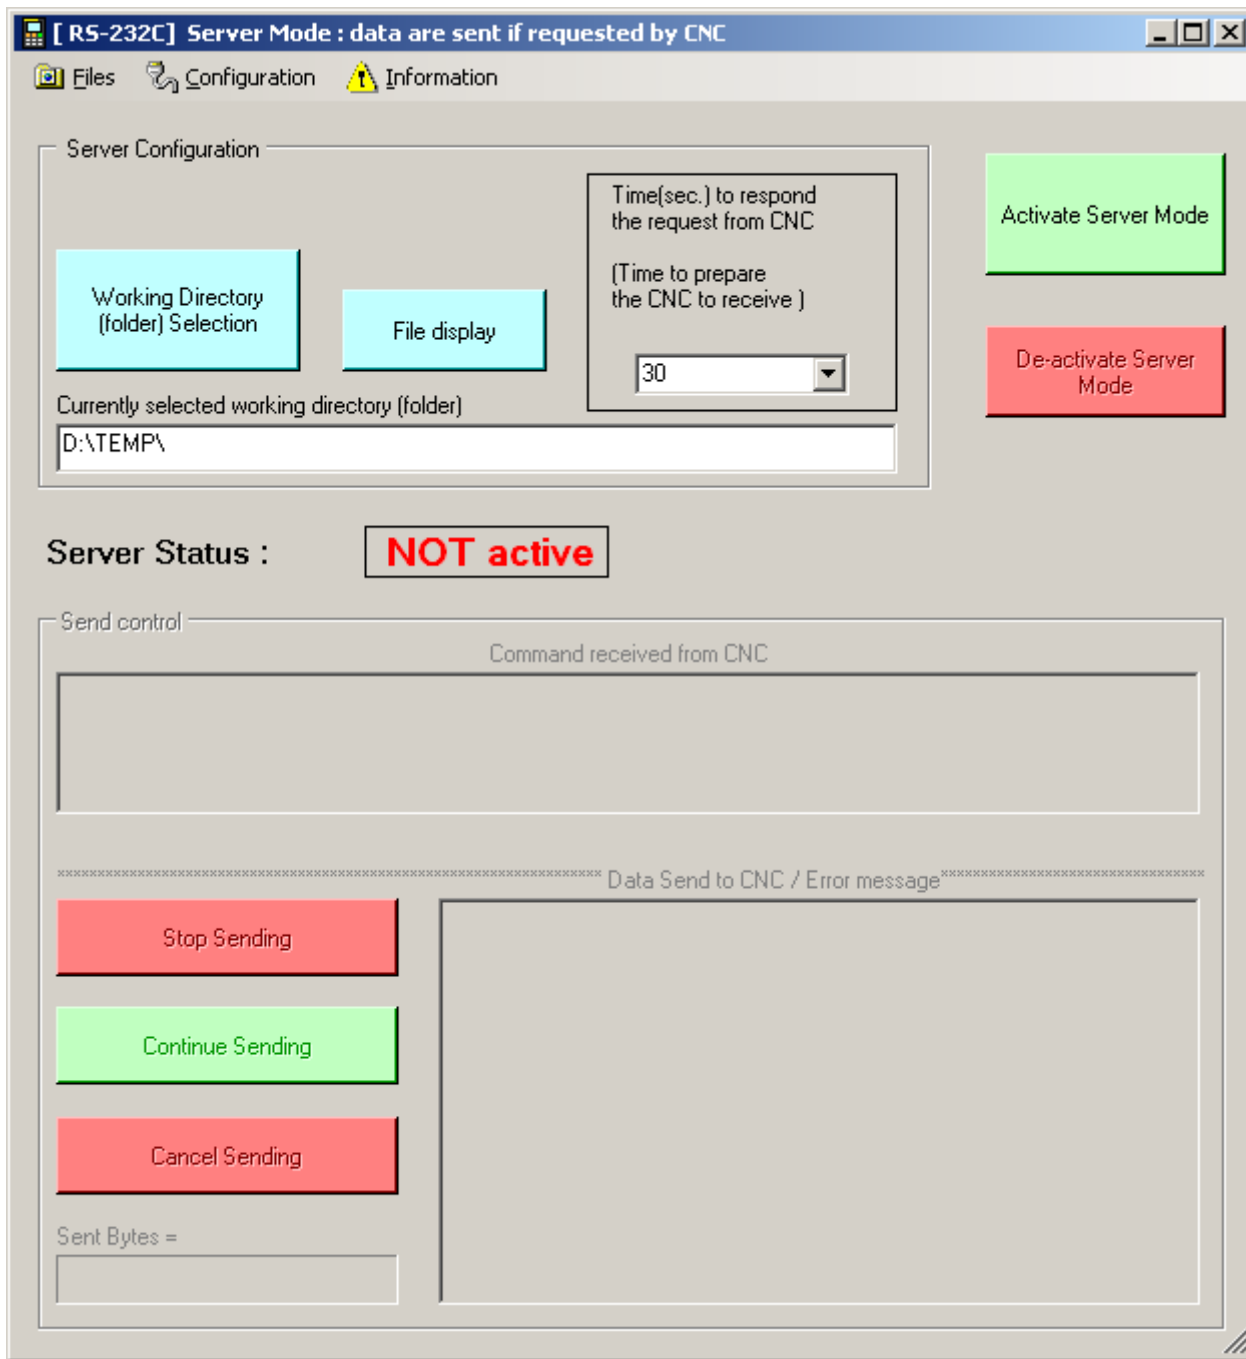 [ RS-232C]  Server Mode : data are sent if requested by CNC
Files Configuration Information
Server Configuration
Time(sec.) to respond
the request from CNC
(Time to prepare
the CNC to receive )
30
Working Directory
(folder) Selection
File display
Currently selected working directory (folder)
D:\TEMP\
Activate Server Mode
De-activate Server
Mode
Server Status :
NOT active
Send control
Command received from CNC
Data Send to CNC / Error message
Stop Sending
Continue Sending
Cancel Sending
Sent Bytes =